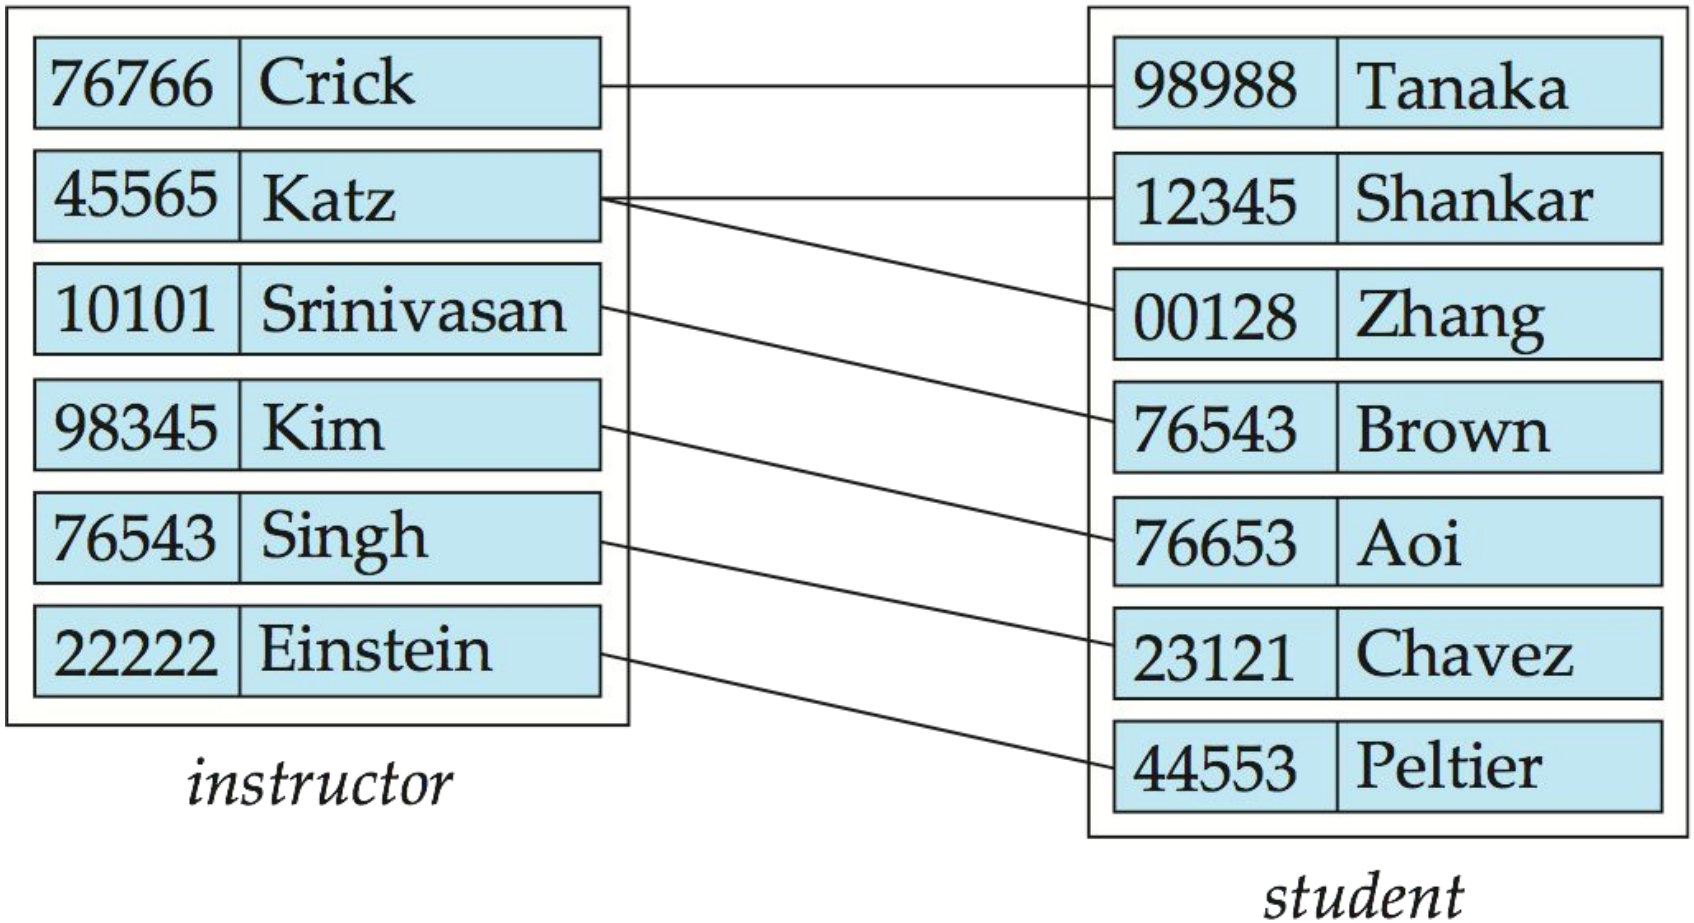 76766 Crick
45565 Katz
10101 Srinivasan
98345 Kim
76543 Singh
22222 Einstein
instructor
98988 Tanaka
12345 Shankar
00128 Zhang
76543 Brown
76653 Aoi
23121 Chavez
44553 Peltier
student